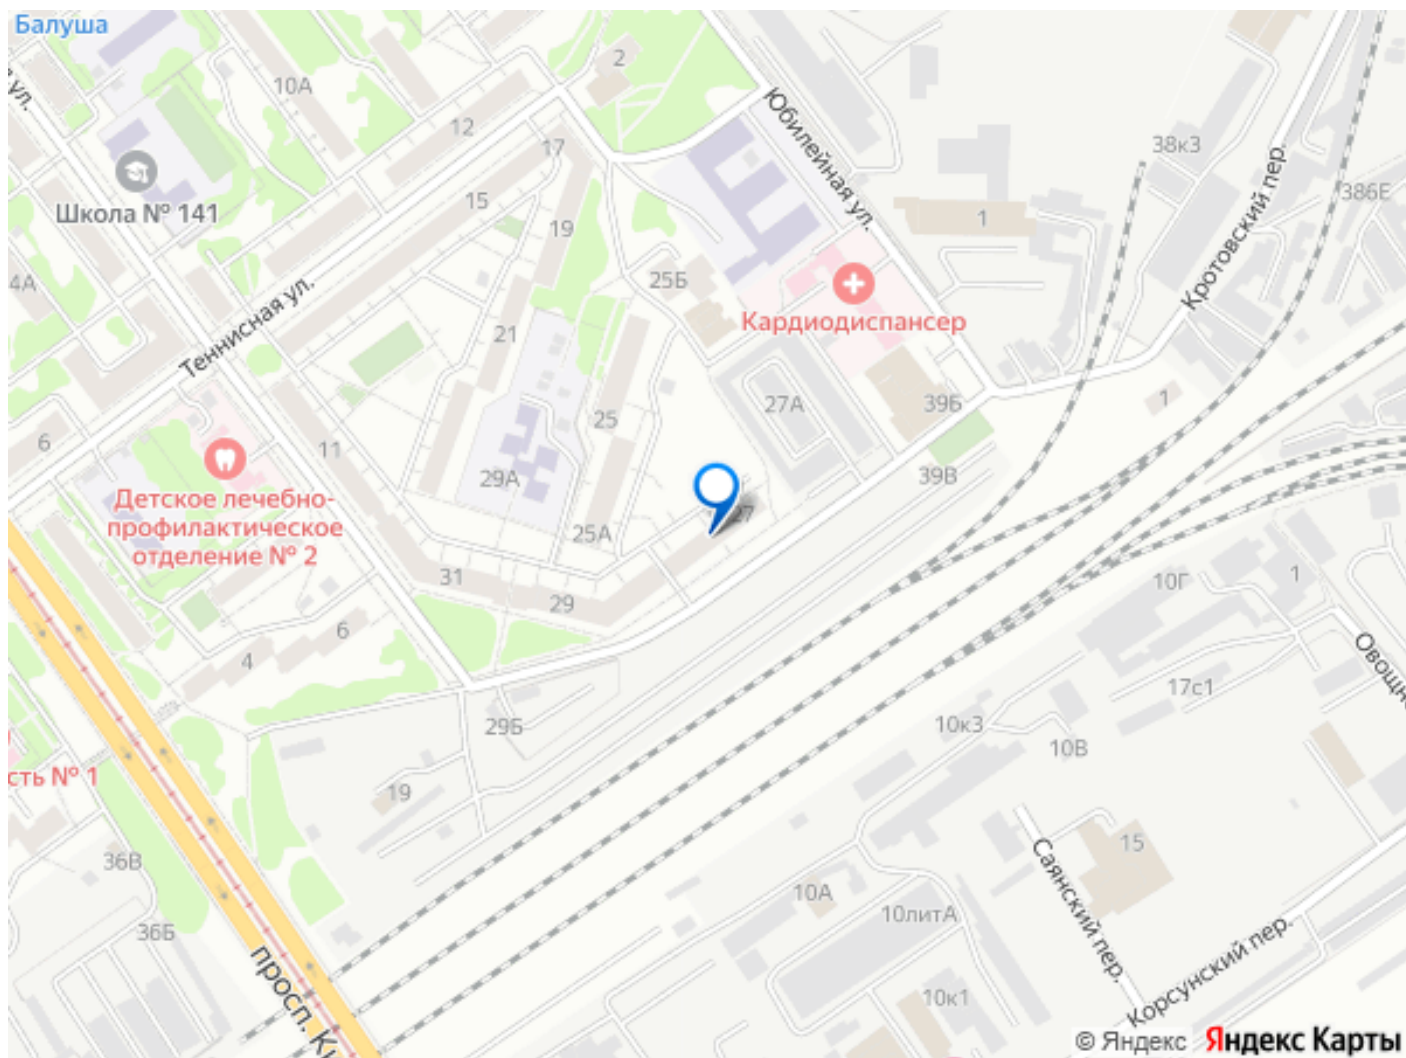 Балуша
ул.
10А
2
12
17
Юбилейная ул.
38к3
Школа № 141
15
19
1
386Е
Кротовский пер.
4А
25Б
Теннисная ул.
21
Кардиодиспансер
27А
39Б
1
6
11
25
29А
39В
Детское лечебно-
профилактическое
отделение № 2
25А
27
31
29
10Г
1
6
4
17с1
29Б
10к3
10В
сть № 1
19
36В
15
Саянский пер.
10А
10литА
36Б
10к1
Корсунский пер.
© Яндекс Яндекс Карты